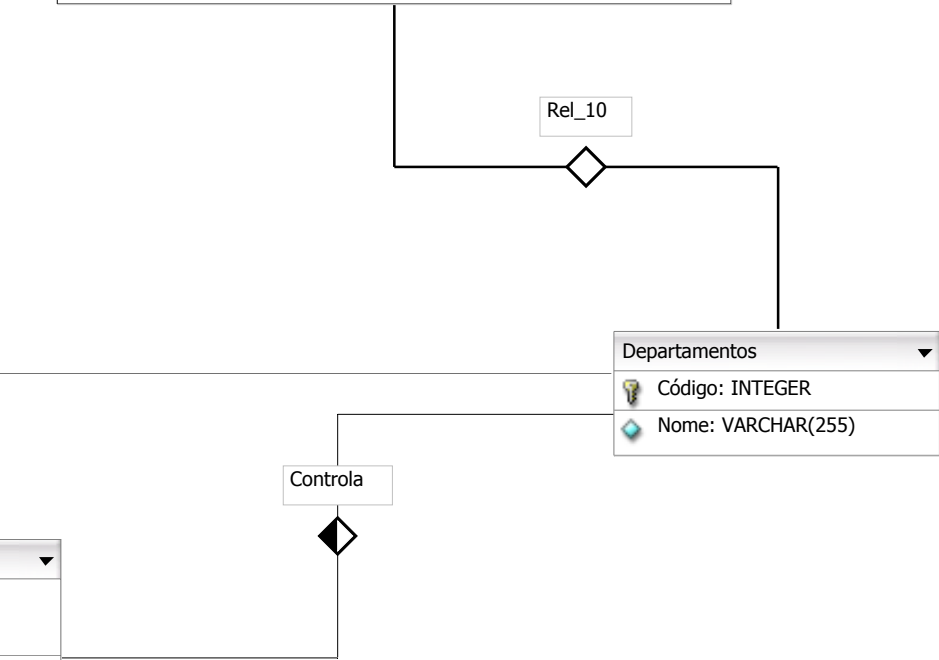 Rel_10
Departamentos
Código: INTEGER
Nome: VARCHAR(255)
Controla